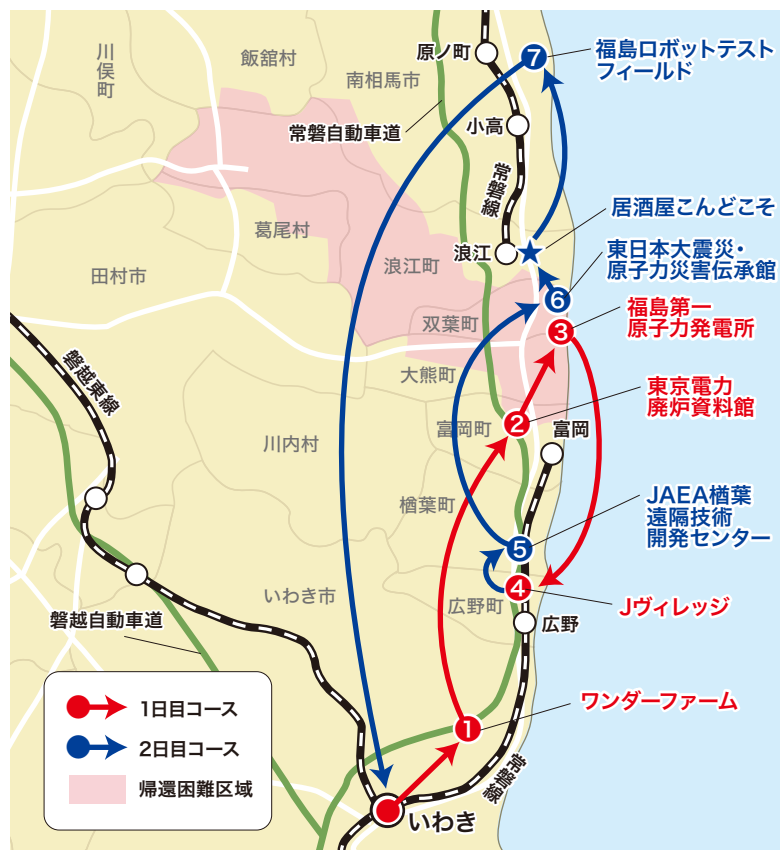 川俣町
飯舘村
原ノ町
7
福島ロボットテスト
フィールド
南相馬市
常磐自動車道
小高
常磐線
居酒屋こんどこそ
葛尾村
浪江
田村市
浪江町
東日本大震災・
原子力災害伝承館
6
双葉町
3
福島第一
原子力発電所
磐越東線
大熊町
東京電力
廃炉資料館
2
富岡町
富岡
川内村
楢葉町
JAEA楢葉
遠隔技術
開発センター
5
4
いわき市
広野町
Jヴィレッジ
広野
磐越自動車道
ワンダーファーム
1
1日目コース
2日目コース
帰還困難区域
常磐線
いわき